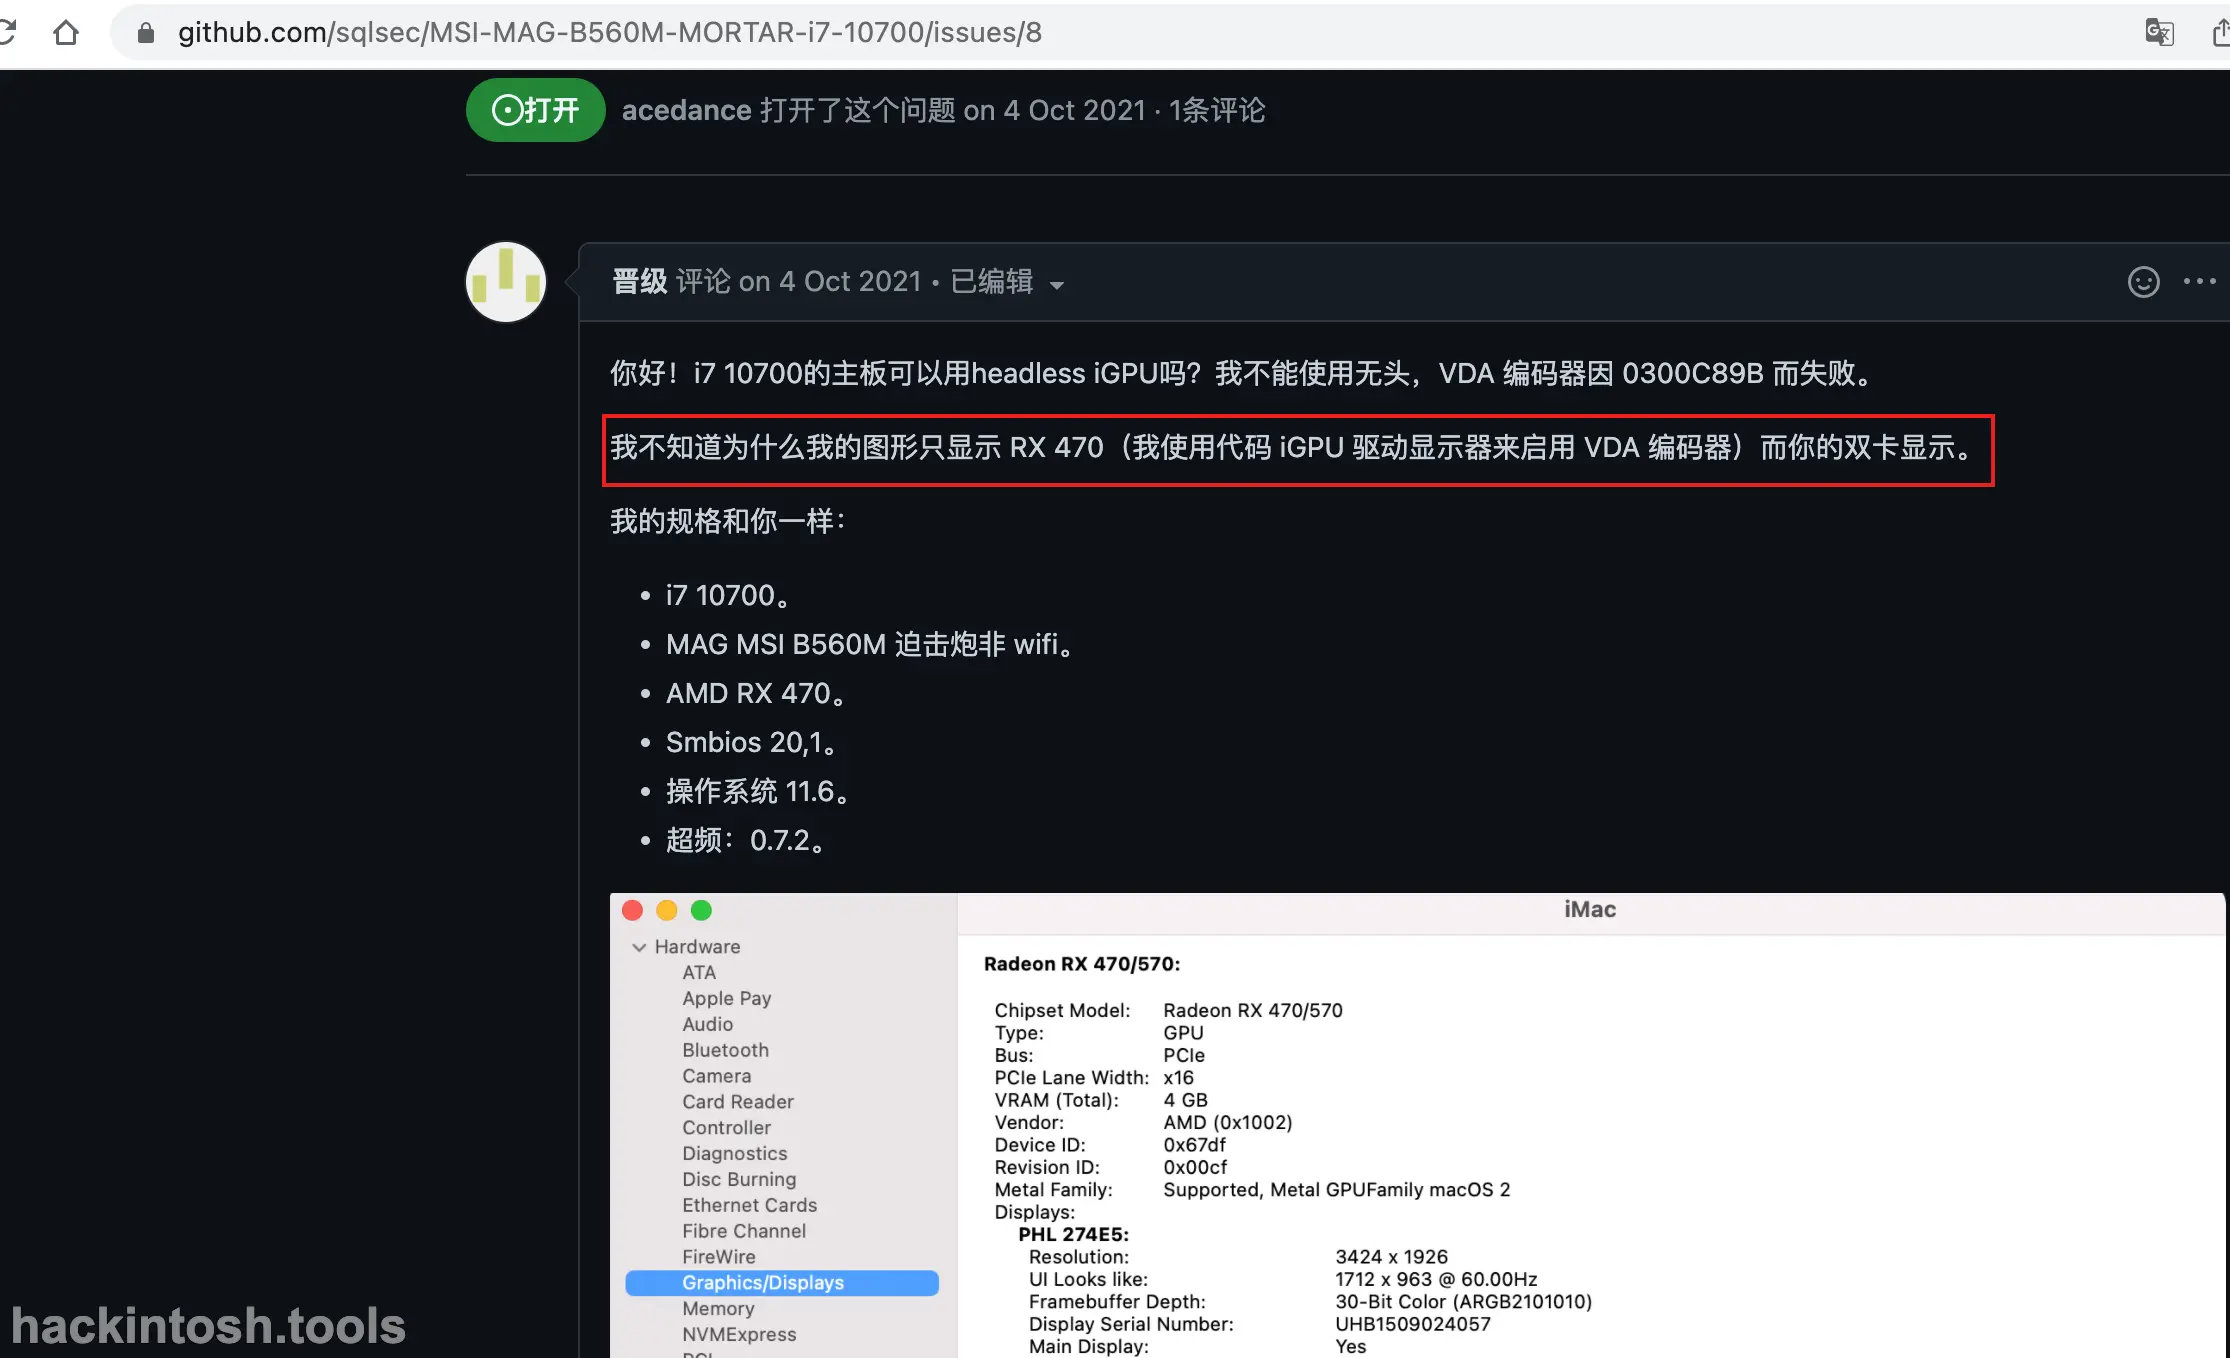 github.com/sqlsec/MSI-MAG-B560M-MORTAR-i7-10700/issues/8
打开 acedance 打开了这个问题 on 4 Oct 2021 · 1条评论
晋级 评论 on 4 Oct 2021 • 已编辑
你好！i7 10700的主板可以用headless iGPU吗？我不能使用无头，VDA 编码器因 0300C89B 而失败。
我不知道为什么我的图形只显示 RX 470（我使用代码 iGPU 驱动显示器来启用 VDA 编码器）而你的双卡显示。
我的规格和你一样：
• i7 10700。
• MAG MSI B560M 迫击炮非 wifi。
• AMD RX 470。
• Smbios 20,1。
• 操作系统 11.6。
• 超频：0.7.2。
iMac
Hardware
ATA
Apple Pay
Audio
Bluetooth
Camera
Card Reader
Controller
Diagnostics
Disc Burning
Ethernet Cards
Fibre Channel
FireWire
Graphics/Displays
Memory
NVMExpress
Radeon RX 470/570:
Chipset Model: Radeon RX 470/570
Type: GPU
Bus: PCIe
PCIe Lane Width: x16
VRAM (Total): 4 GB
Vendor: AMD (0x1002)
Device ID: 0x67df
Revision ID: 0x00cf
Metal Family: Supported, Metal GPUFamily macOS 2
Displays:
PHL 274E5:
Resolution: 3424 x 1926
UI Looks like: 1712 x 963 @ 60.00Hz
Framebuffer Depth: 30-Bit Color (ARGB2101010)
Display Serial Number: UHB1509024057
Main Display: Yes
hackintosh.tools